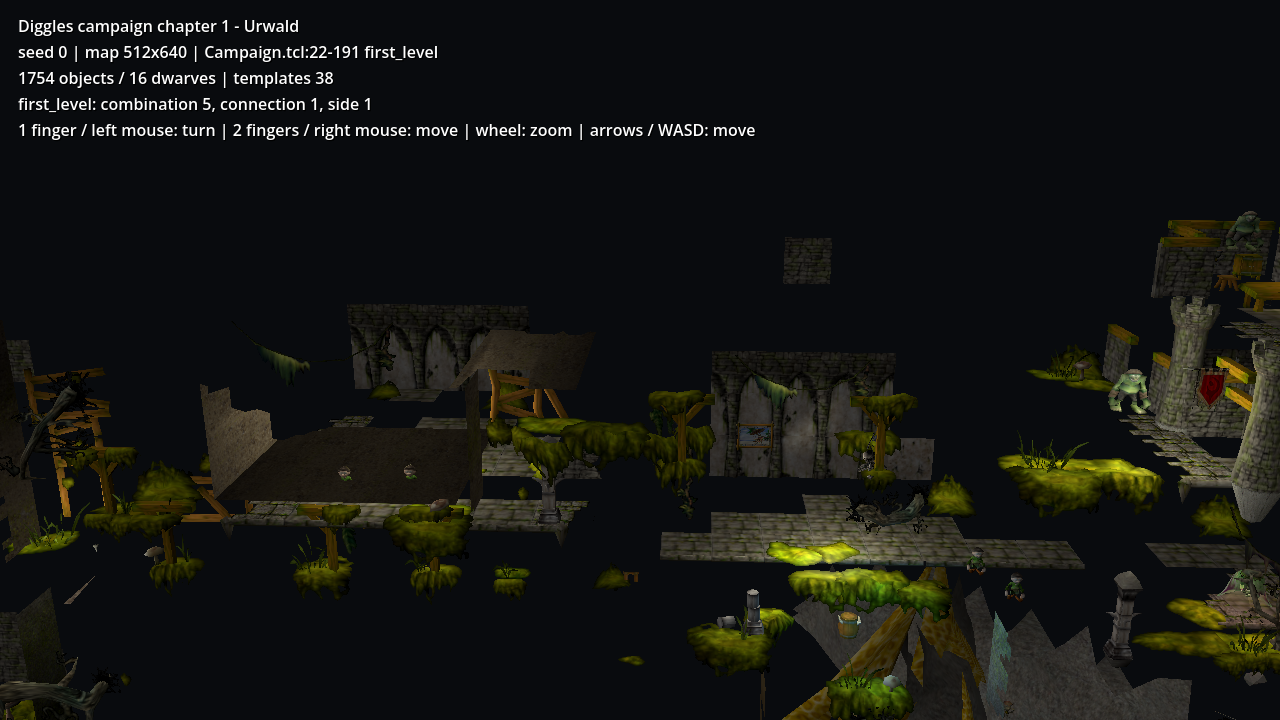 Diggles campaign chapter 1 - Urwald
seed 0 | map 512x640 | Campaign.tcl:22-191 first_level
1754 objects / 16 dwarves | templates 38
first_level: combination 5, connection 1, side 1
1 finger / left mouse: turn | 2 fingers / right mouse: move | wheel: zoom | arrows / WASD: move